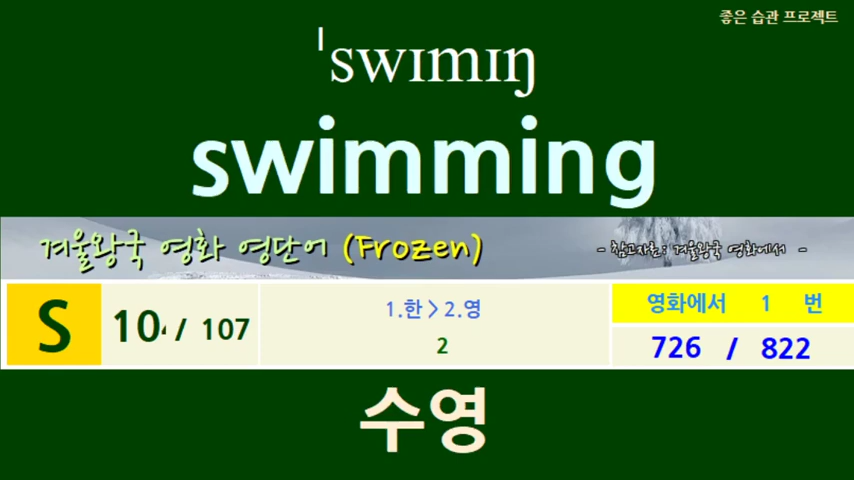 좋은 습관 프로젝트
ˈswɪmɪŋ
swimming
겨울왕국 영화 영단어 (Frozen)
- 참고자료: 겨울왕국 영화에서 -
S
/ 107
1.한 > 2.영
2
영화에서 1 번
726 / 822
수영